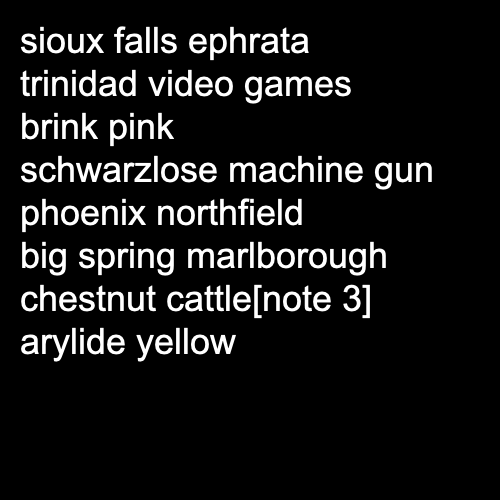 sioux falls ephrata
trinidad video games
brink pink
schwarzlose machine gun
phoenix northfield
big spring marlborough
chestnut cattle[note 3]
arylide yellow